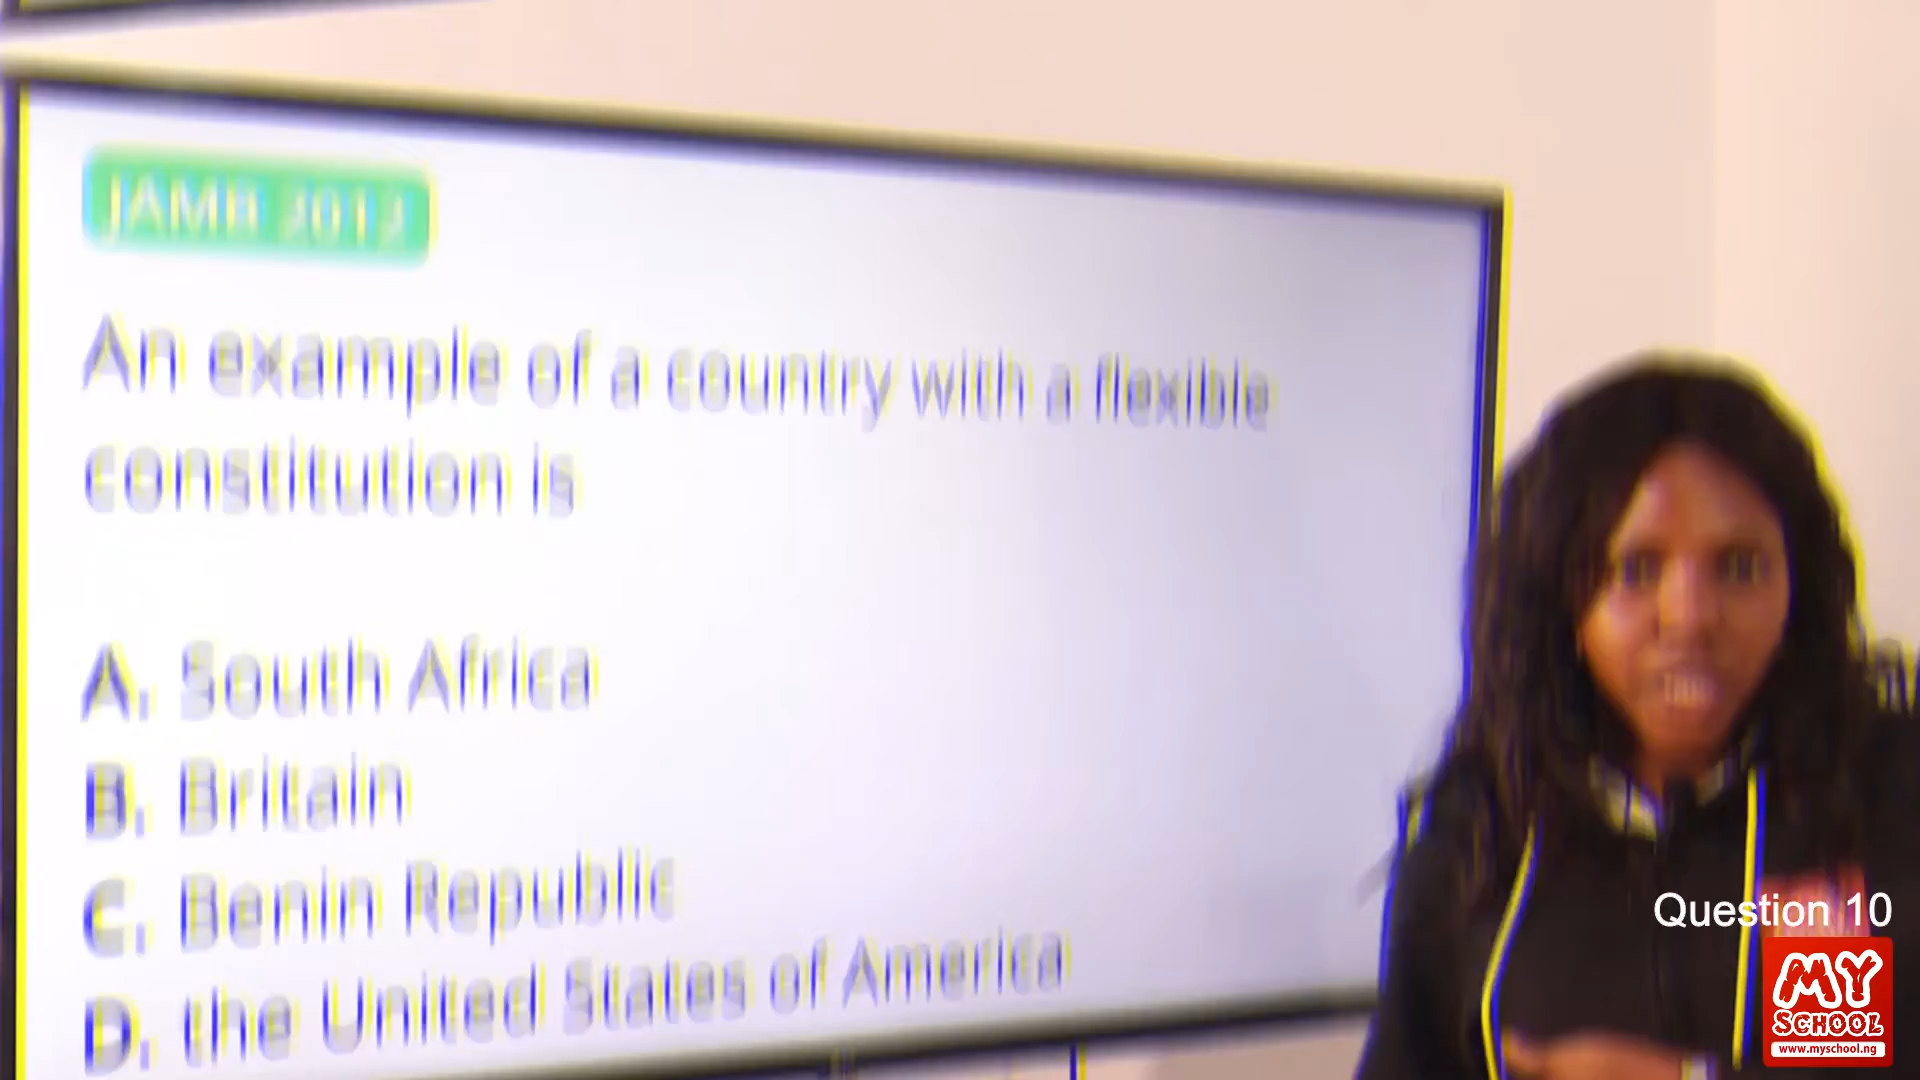 JAMB 2012
An example of a country with a flexible
constitution is
A. South Africa
B. Britain
C. Benin Republic
D. the United States of America
Question 10
MY
SCHOOL
www.myschool.ng